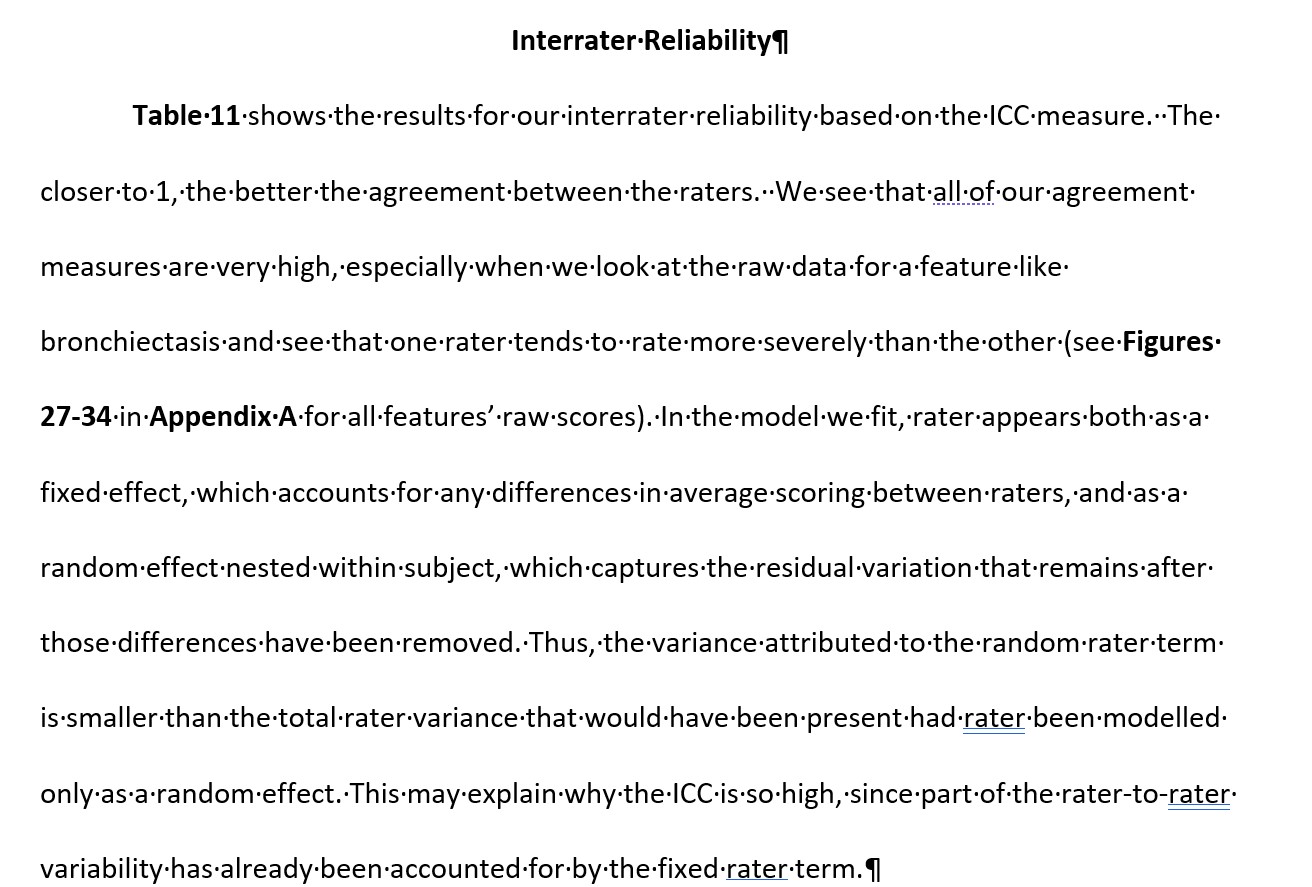 Interrater·Reliability¶
Table·11·shows·the·results·for·our·interrater·reliability·based·on·the·ICC·measure.··The·
closer·to·1,·the·better·the·agreement·between·the·raters.··We·see·that·all·of·our·agreement·
measures·are·very·high,·especially·when·we·look·at·the·raw·data·for·a·feature·like·
bronchiectasis·and·see·that·one·rater·tends·to··rate·more·severely·than·the·other·(see·Figures·
27-34·in·Appendix·A·for·all·features’·raw·scores).·In·the·model·we·fit,·rater·appears·both·as·a·
fixed·effect,·which·accounts·for·any·differences·in·average·scoring·between·raters,·and·as·a·
random·effect·nested·within·subject,·which·captures·the·residual·variation·that·remains·after·
those·differences·have·been·removed.·Thus,·the·variance·attributed·to·the·random·rater·term·
is·smaller·than·the·total·rater·variance·that·would·have·been·present·had·rater·been·modelled·
only·as·a·random·effect.·This·may·explain·why·the·ICC·is·so·high,·since·part·of·the·rater-to-rater·
variability·has·already·been·accounted·for·by·the·fixed·rater·term.¶